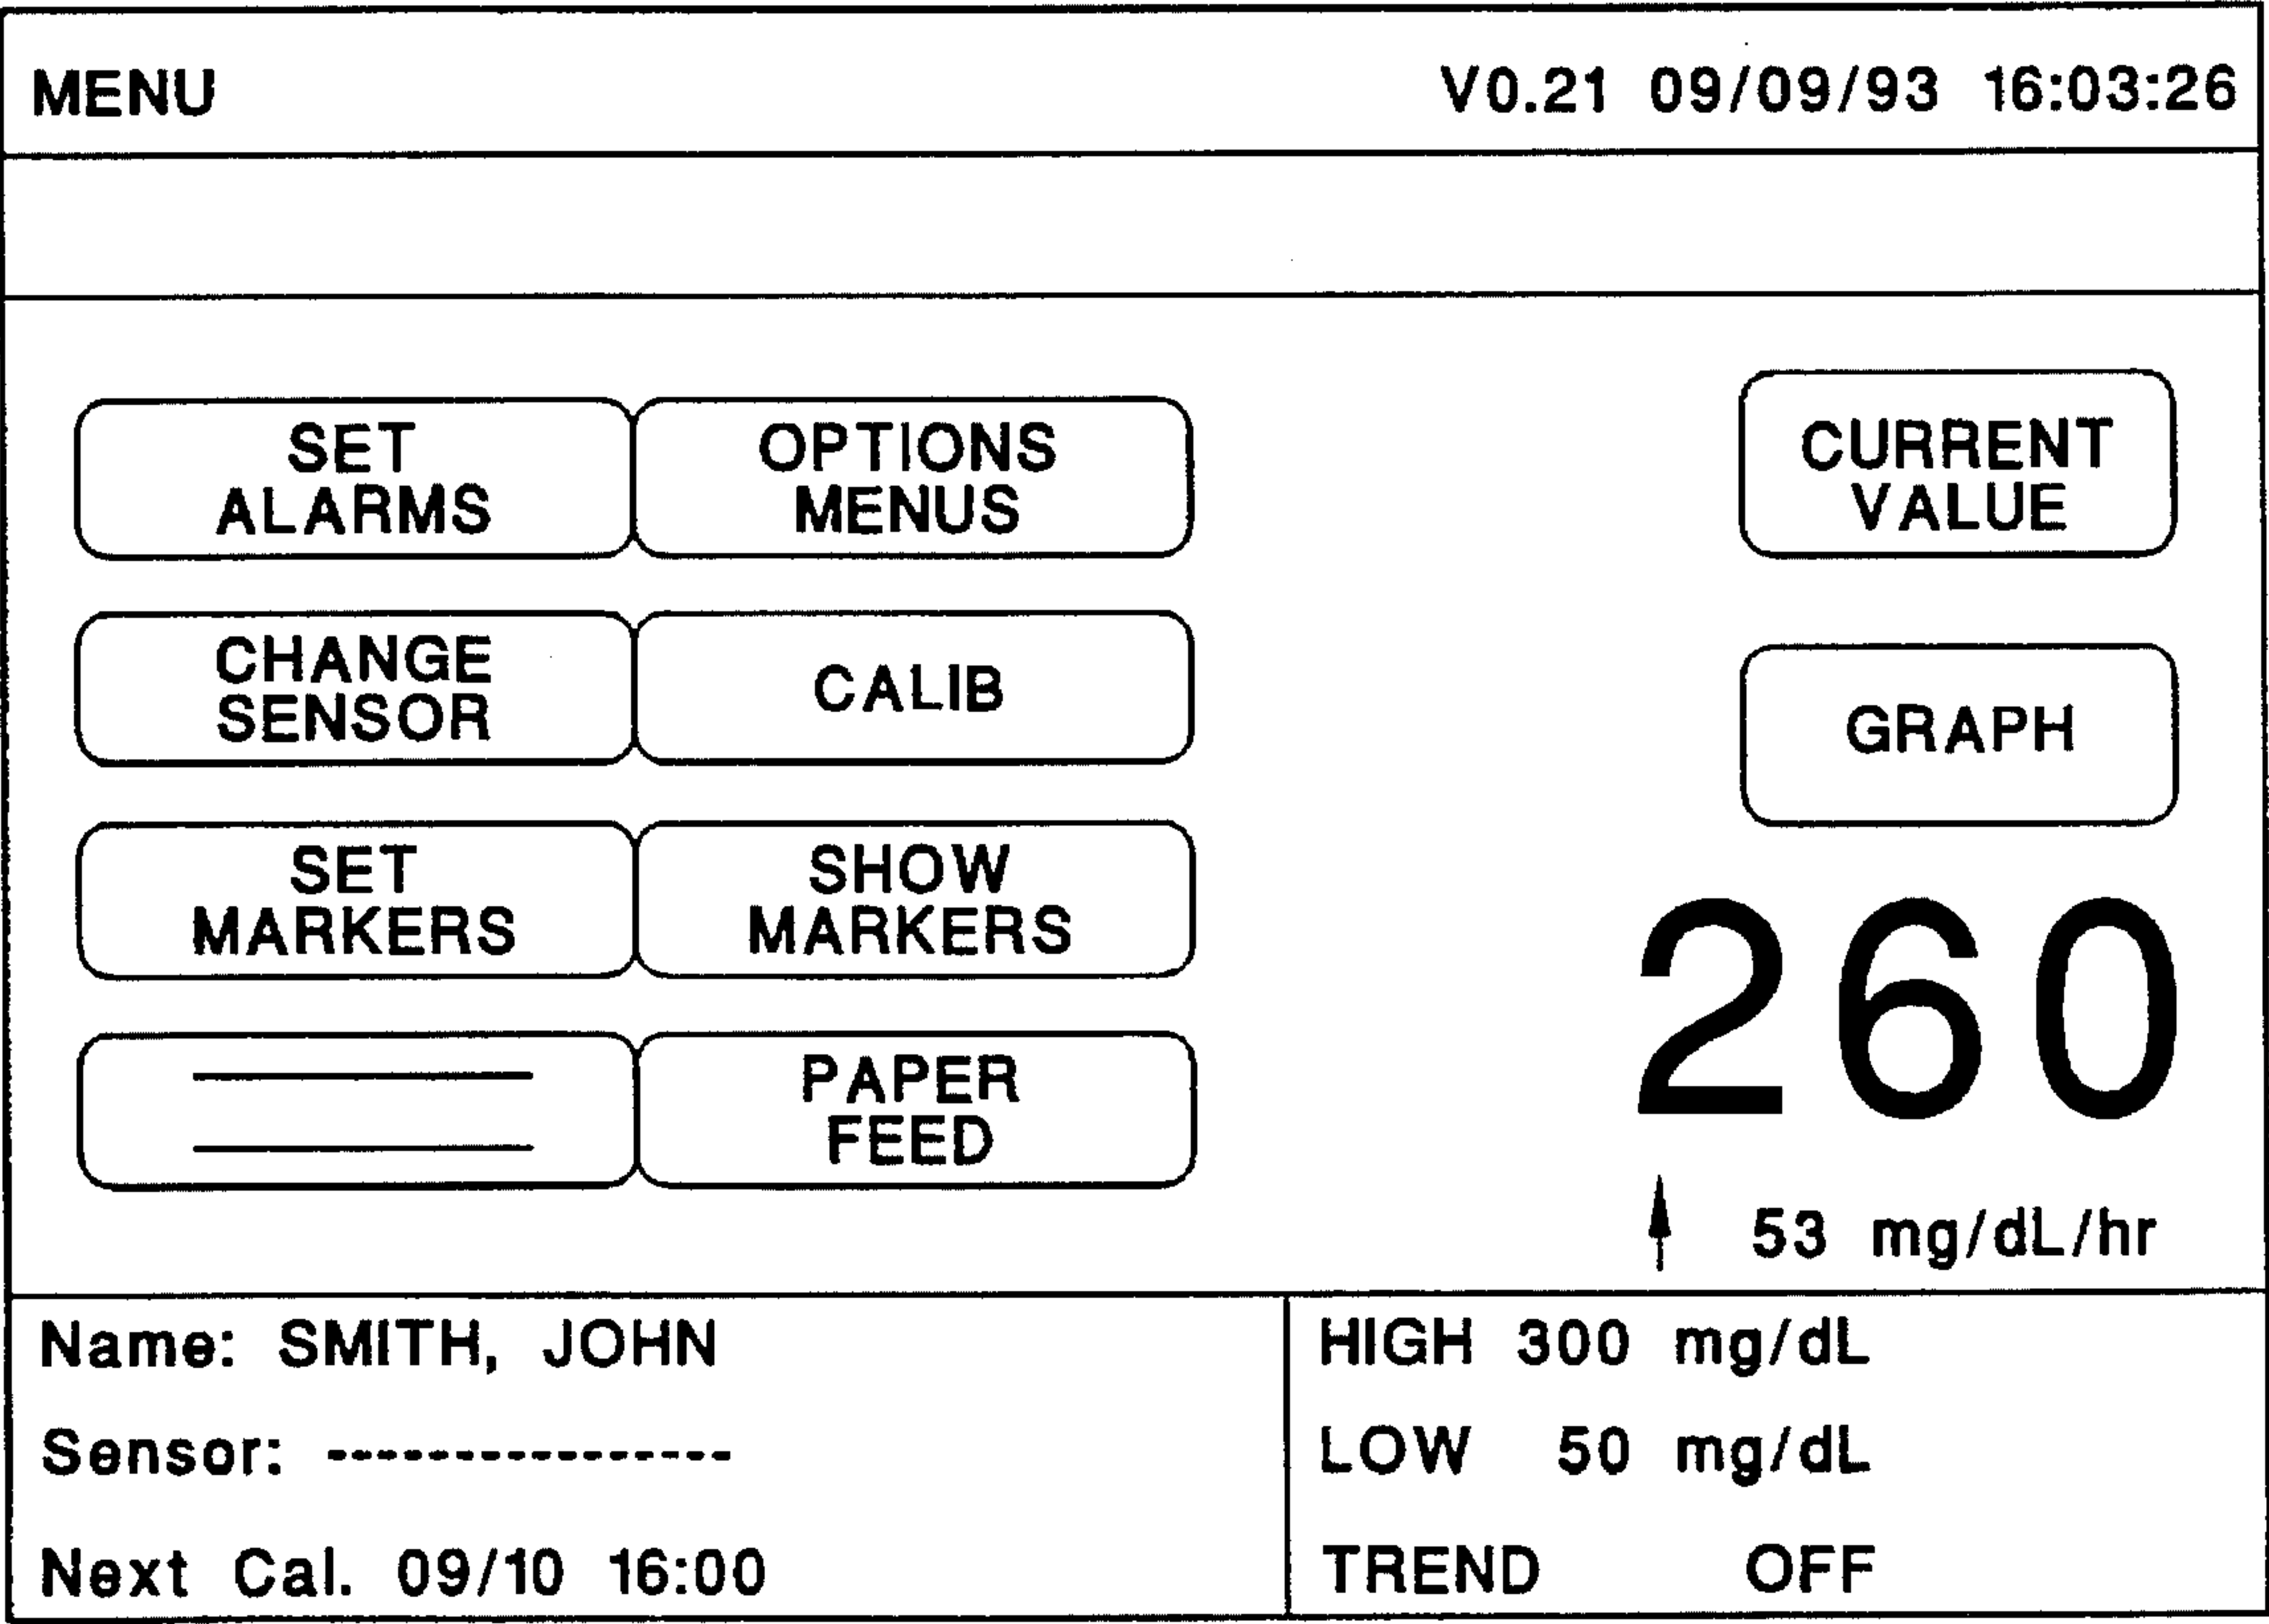 MENU V0.21 09/09/93 16:03:26
SET
ALARMS
OPTIONS
MENUS
CURRENT
VALUE
CHANGE
SENSOR
CALIB
GRAPH
SET
MARKERS
SHOW
MARKERS
260
PAPER
FEED
53 mg/dL/hr
Name: SMITH, JOHN
Sensor: ----------------
Next Cal. 09/10 16:00
HIGH 300 mg/dL
LOW 50 mg/dL
TREND OFF